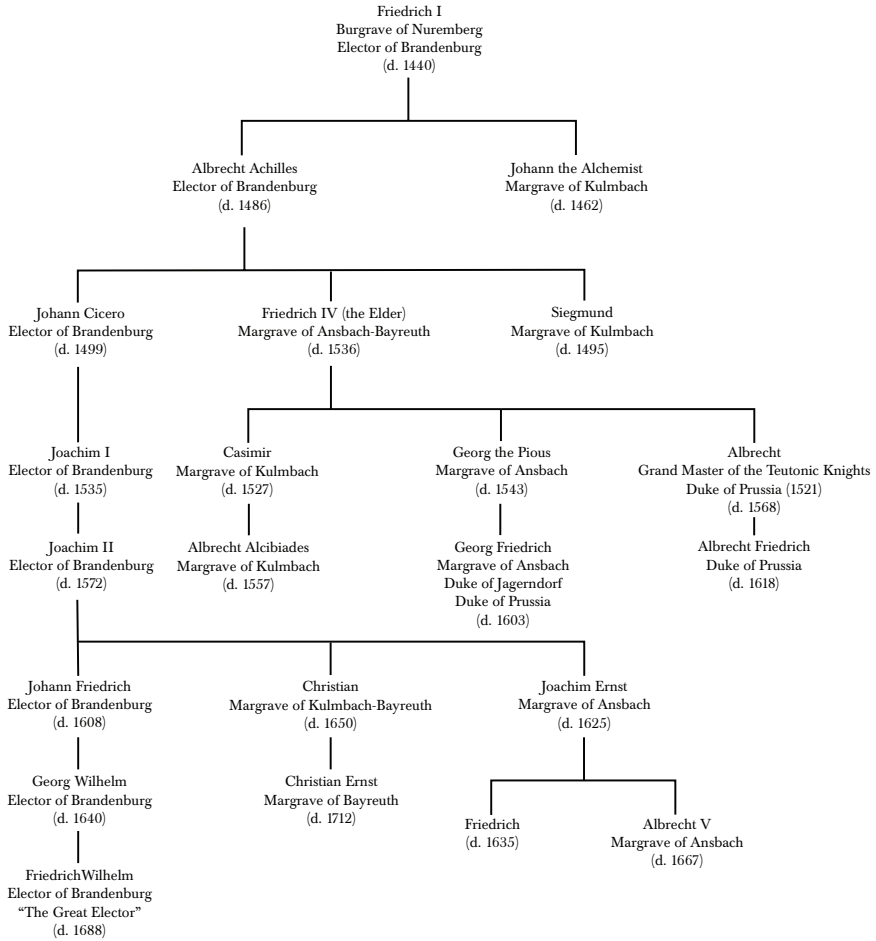 Friedrich I
Burgrave of Nuremberg
Elector of Brandenburg
(d. 1440)
Albrecht Achilles
Elector of Brandenburg
(d. 1486)
Johann the Alchemist
Margrave of Kulmbach
(d. 1462)
Johann Cicero
Elector of Brandenburg
(d. 1499)
Friedrich IV (the Elder)
Margrave of Ansbach-Bayreuth
(d. 1536)
Siegmund
Margrave of Kulmbach
(d. 1495)
Joachim I
Elector of Brandenburg
(d. 1535)
Casimir
Margrave of Kulmbach
(d. 1527)
Georg the Pious
Margrave of Ansbach
(d. 1543)
Albrecht
Grand Master of the Teutonic Knights
Duke of Prussia (1521)
(d. 1568)
Joachim II
Elector of Brandenburg
(d. 1572)
Albrecht Alcibiades
Margrave of Kulmbach
(d. 1557)
Georg Friedrich
Margrave of Ansbach
Duke of Jagerndorf
Duke of Prussia
(d. 1603)
Albrecht Friedrich
Duke of Prussia
(d. 1618)
Johann Friedrich
Elector of Brandenburg
(d. 1608)
Christian
Margrave of Kulmbach-Bayreuth
(d. 1650)
Joachim Ernst
Margrave of Ansbach
(d. 1625)
Georg Wilhelm
Elector of Brandenburg
(d. 1640)
Christian Ernst
Margrave of Bayreuth
(d. 1712)
Friedrich
(d. 1635)
Albrecht V
Margrave of Ansbach
(d. 1667)
FriedrichWilhelm
Elector of Brandenburg
“The Great Elector”
(d. 1688)